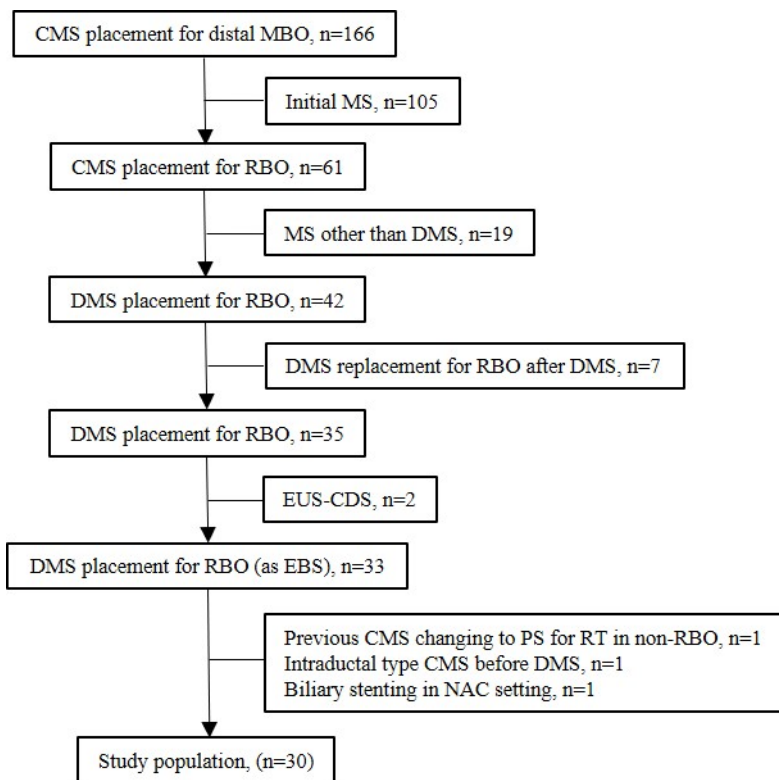 CMS placement for distal MBO, n=166
Initial MS, n=105
CMS placement for RBO, n=61
MS other than DMS, n=19
DMS placement for RBO, n=42
DMS replacement for RBO after DMS, n=7
DMS placement for RBO, n=35
EUS-CDS, n=2
DMS placement for RBO (as EBS), n=33
Previous CMS changing to PS for RT in non-RBO, n=1
Intraductal type CMS before DMS, n=1
Biliary stenting in NAC setting, n=1
Study population, (n=30)